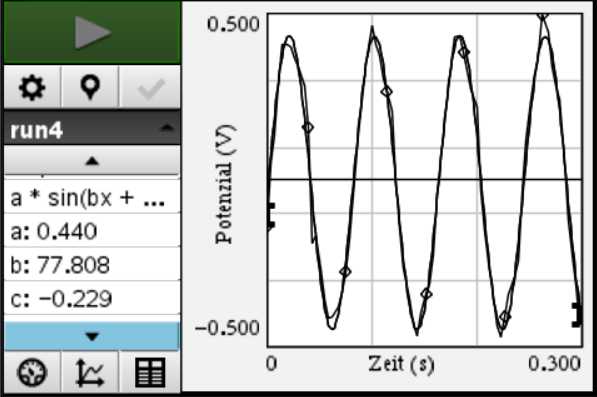 run4
a * sin(bx + ...
a: 0.440
b: 77.808
c: −0.229
0.500
Potenzial (V)
−0.500
0
Zeit (s)
0.300